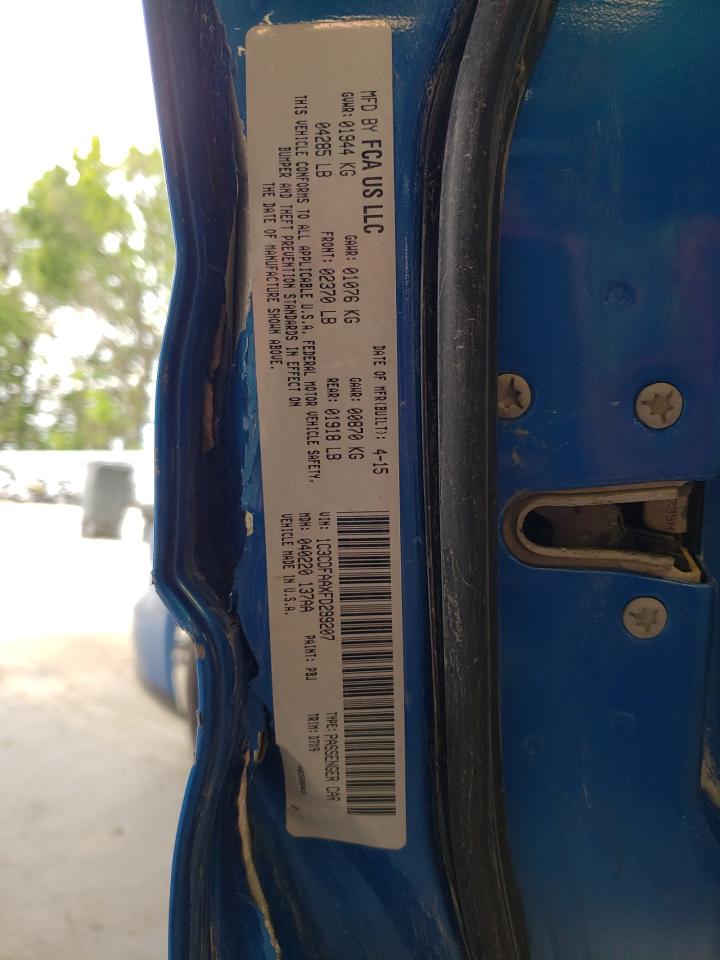 MFD BY FCA US LLC
DATE OF MFR(BUILT): 4-15
GVWR: 01944 KG GAWR: 01076 KG GAWR: 00870 KG
04285 LB FRONT: 02370 LB REAR: 01918 LB
THIS VEHICLE CONFORMS TO ALL APPLICABLE U.S.A. FEDERAL MOTOR VEHICLE SAFETY,
BUMPER AND THEFT PREVENTION STANDARDS IN EFFECT ON
THE DATE OF MANUFACTURE SHOWN ABOVE.
VIN: 1C3CDFAAXFD299207 TYPE: PASSENGER CAR
MDH: 040220 137AA PAINT: PBJ TRIM: D7X9
VEHICLE MADE IN U.S.A.